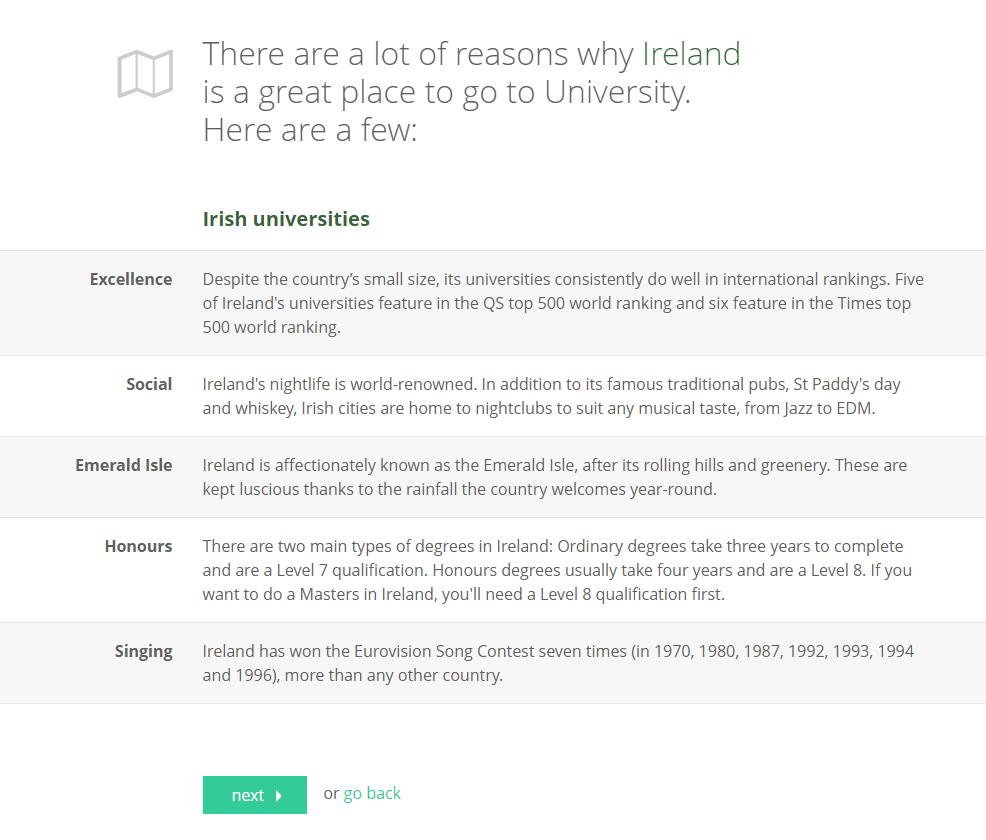 There are a lot of reasons why Ireland
is a great place to go to University.
Here are a few:
Irish universities
Excellence
Despite the country’s small size, its universities consistently do well in international rankings. Five
of Ireland's universities feature in the QS top 500 world ranking and six feature in the Times top
500 world ranking.
Social
Ireland's nightlife is world-renowned. In addition to its famous traditional pubs, St Paddy's day
and whiskey, Irish cities are home to nightclubs to suit any musical taste, from Jazz to EDM.
Emerald Isle
Ireland is affectionately known as the Emerald Isle, after its rolling hills and greenery. These are
kept luscious thanks to the rainfall the country welcomes year-round.
Honours
There are two main types of degrees in Ireland: Ordinary degrees take three years to complete
and are a Level 7 qualification. Honours degrees usually take four years and are a Level 8. If you
want to do a Masters in Ireland, you'll need a Level 8 qualification first.
Singing
Ireland has won the Eurovision Song Contest seven times (in 1970, 1980, 1987, 1992, 1993, 1994
and 1996), more than any other country.
next or go back